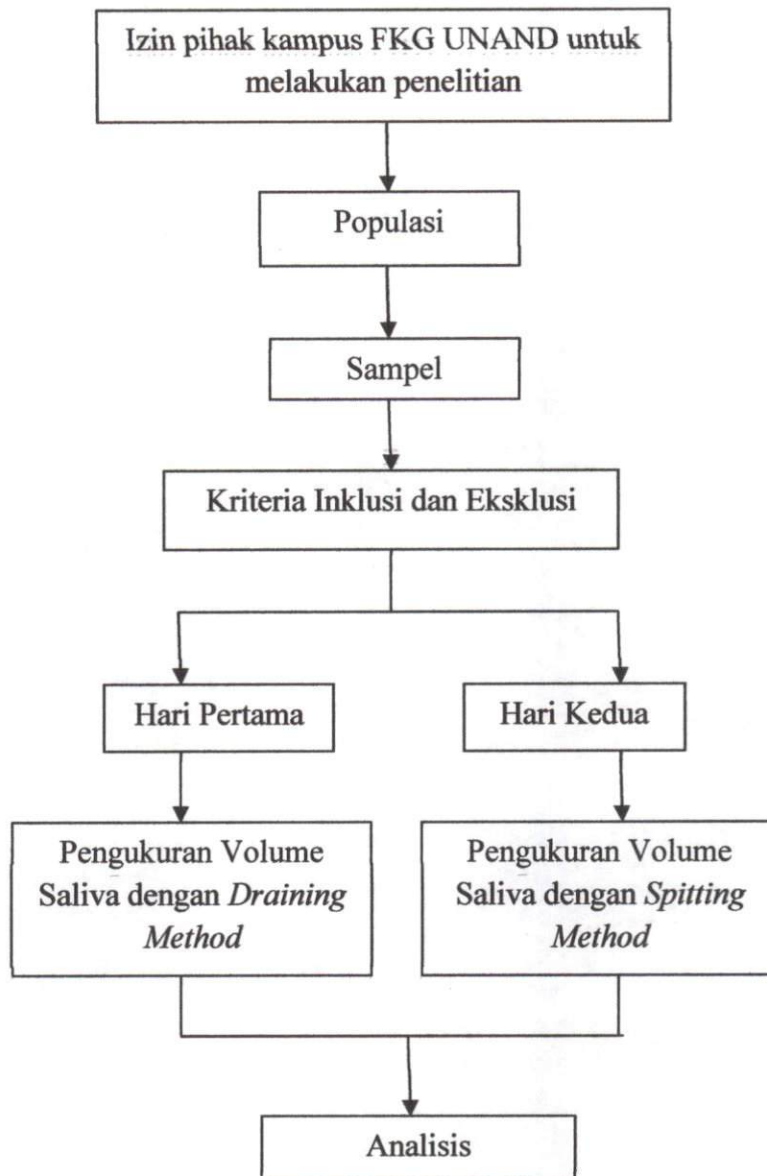 Izin pihak kampus FKG UNAND untuk
melakukan penelitian
Populasi
Sampel
Kriteria Inklusi dan Eksklusi
Hari Pertama
Hari Kedua
Pengukuran Volume
Saliva dengan Draining
Method
Pengukuran Volume
Saliva dengan Spitting
Method
Analisis